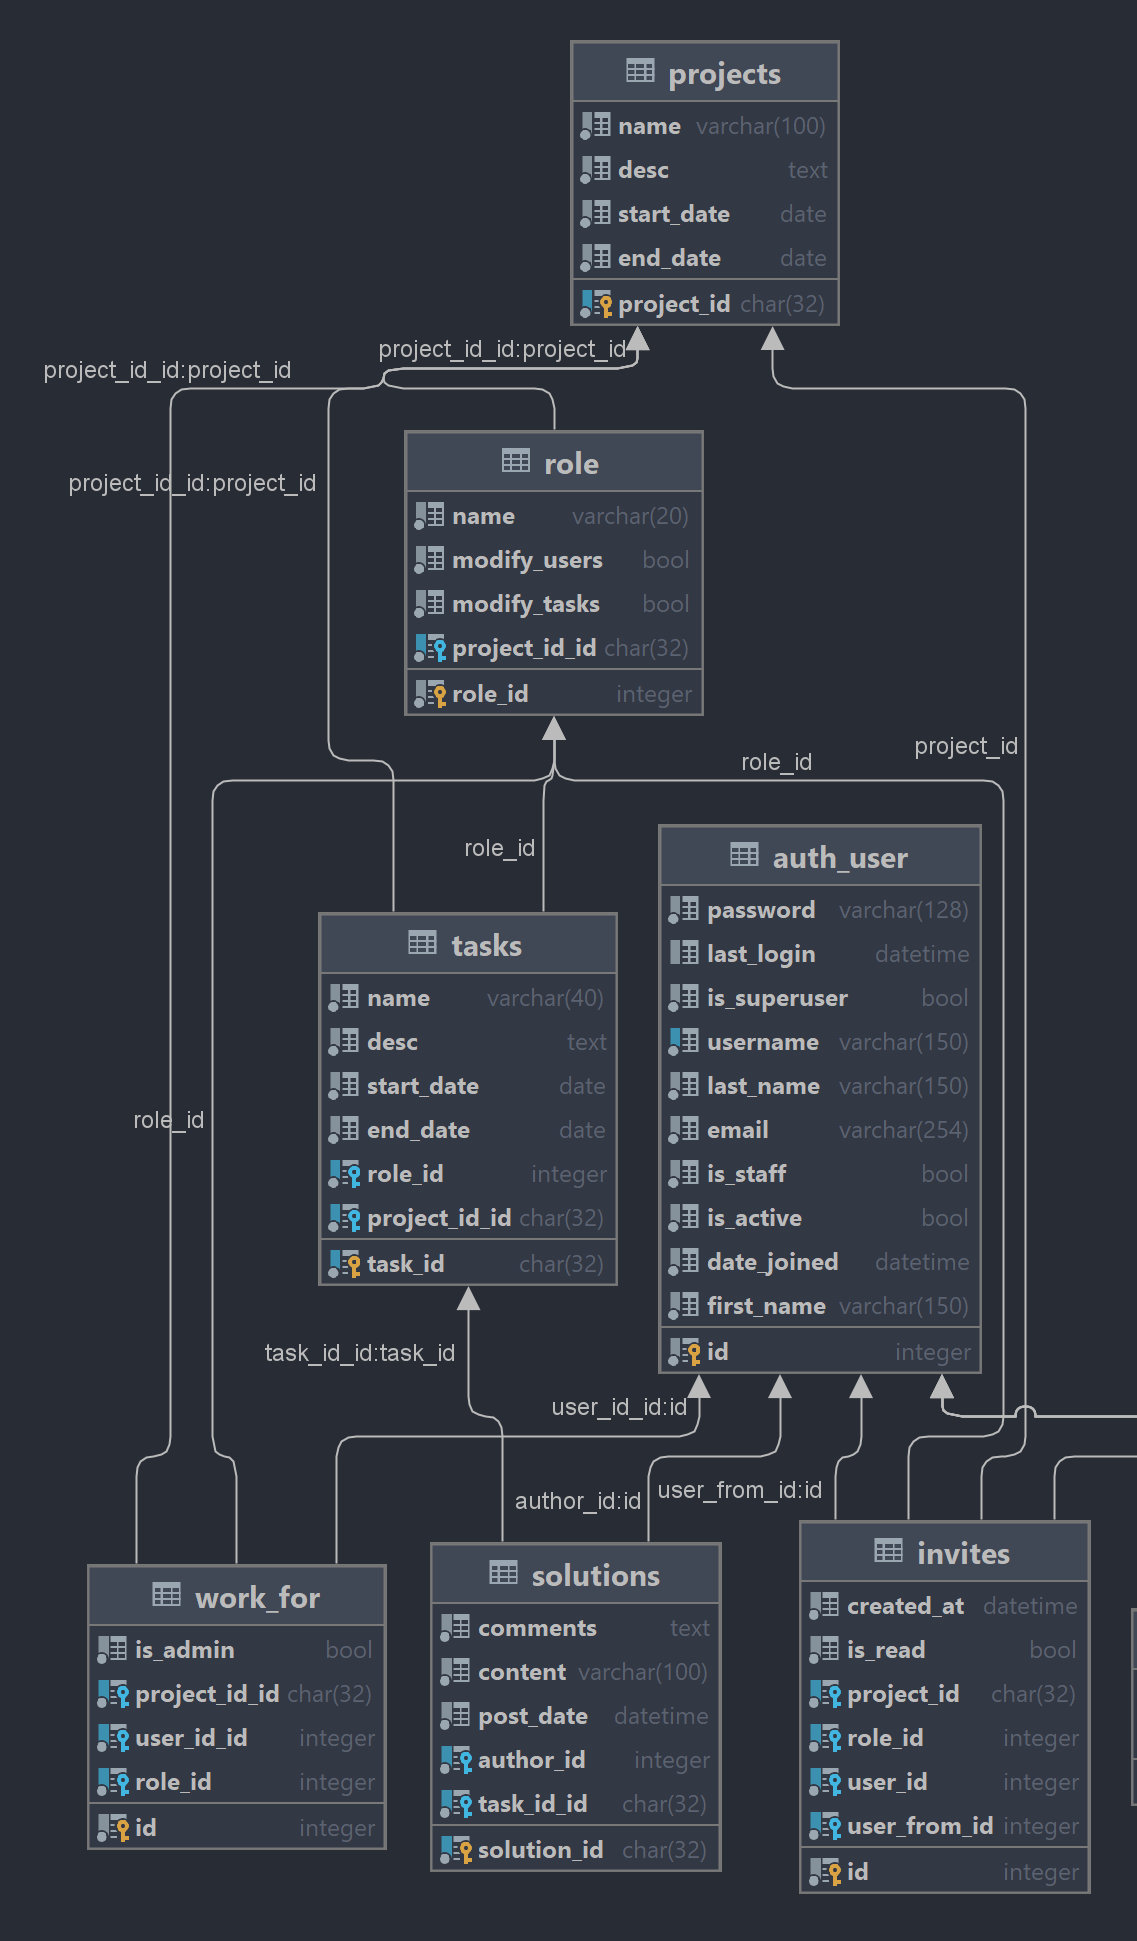 projects
name varchar(100)
desc text
start_date date
end_date date
project_id char(32)
project_id_id:project_id
project_id_id:project_id
project_id_id:project_id
role
name varchar(20)
modify_users bool
modify_tasks bool
project_id_id char(32)
role_id integer
project_id
role_id
role_id
role_id
tasks
name varchar(40)
desc text
start_date date
end_date date
role_id integer
project_id_id char(32)
task_id char(32)
auth_user
password varchar(128)
last_login datetime
is_superuser bool
username varchar(150)
last_name varchar(150)
email varchar(254)
is_staff bool
is_active bool
date_joined datetime
first_name varchar(150)
id integer
task_id_id:task_id
user_id_id:id
author_id:id
user_from_id:id
work_for
is_admin bool
project_id_id char(32)
user_id_id integer
role_id integer
id integer
solutions
comments text
content varchar(100)
post_date datetime
author_id integer
task_id_id char(32)
solution_id char(32)
invites
created_at datetime
is_read bool
project_id char(32)
role_id integer
user_id integer
user_from_id integer
id integer